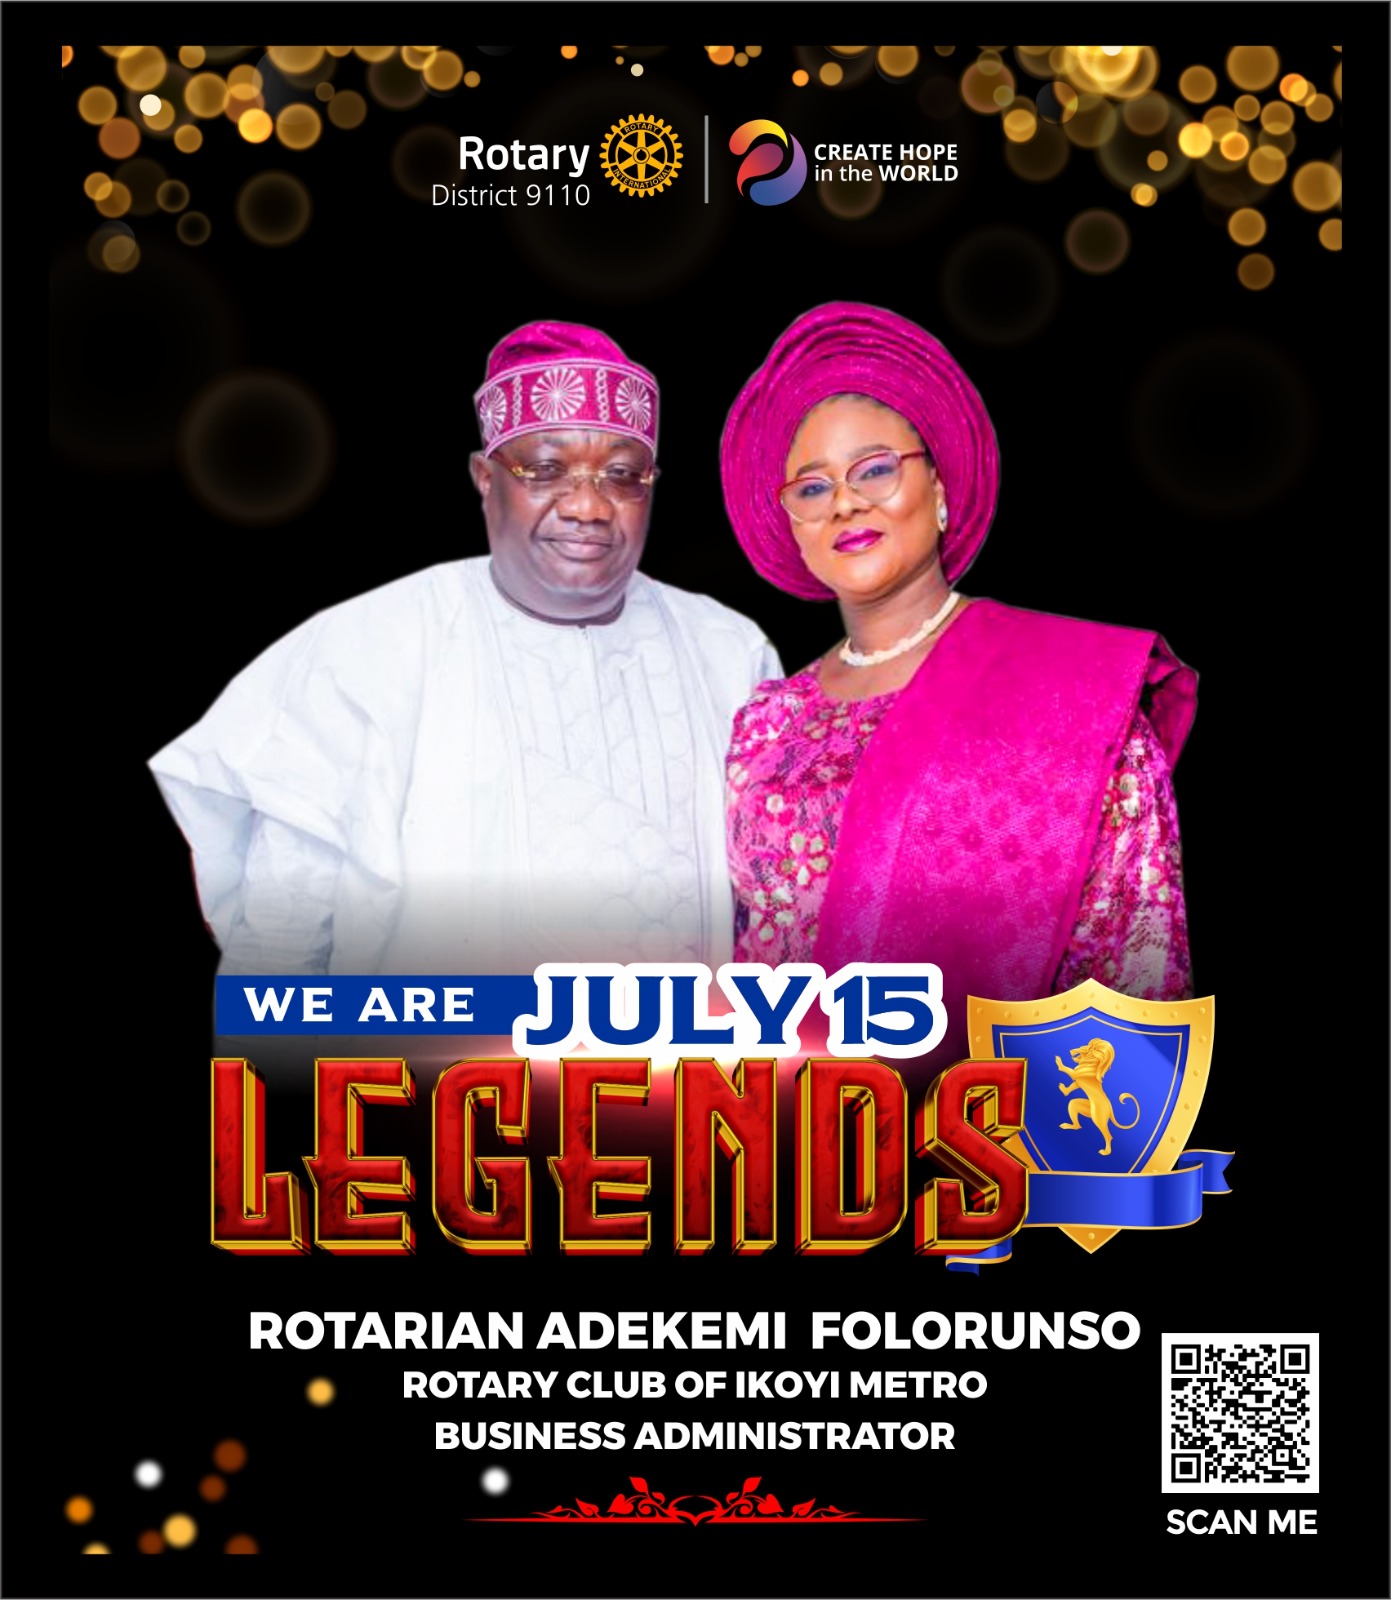 Rotary
District 9110
ROTARY
INTERNATIONAL
CREATE HOPE
in the WORLD
WE ARE JULY 15
LEGENDS
ROTARIAN ADEKEMI FOLORUNSO
ROTARY CLUB OF IKOYI METRO
BUSINESS ADMINISTRATOR
SCAN ME